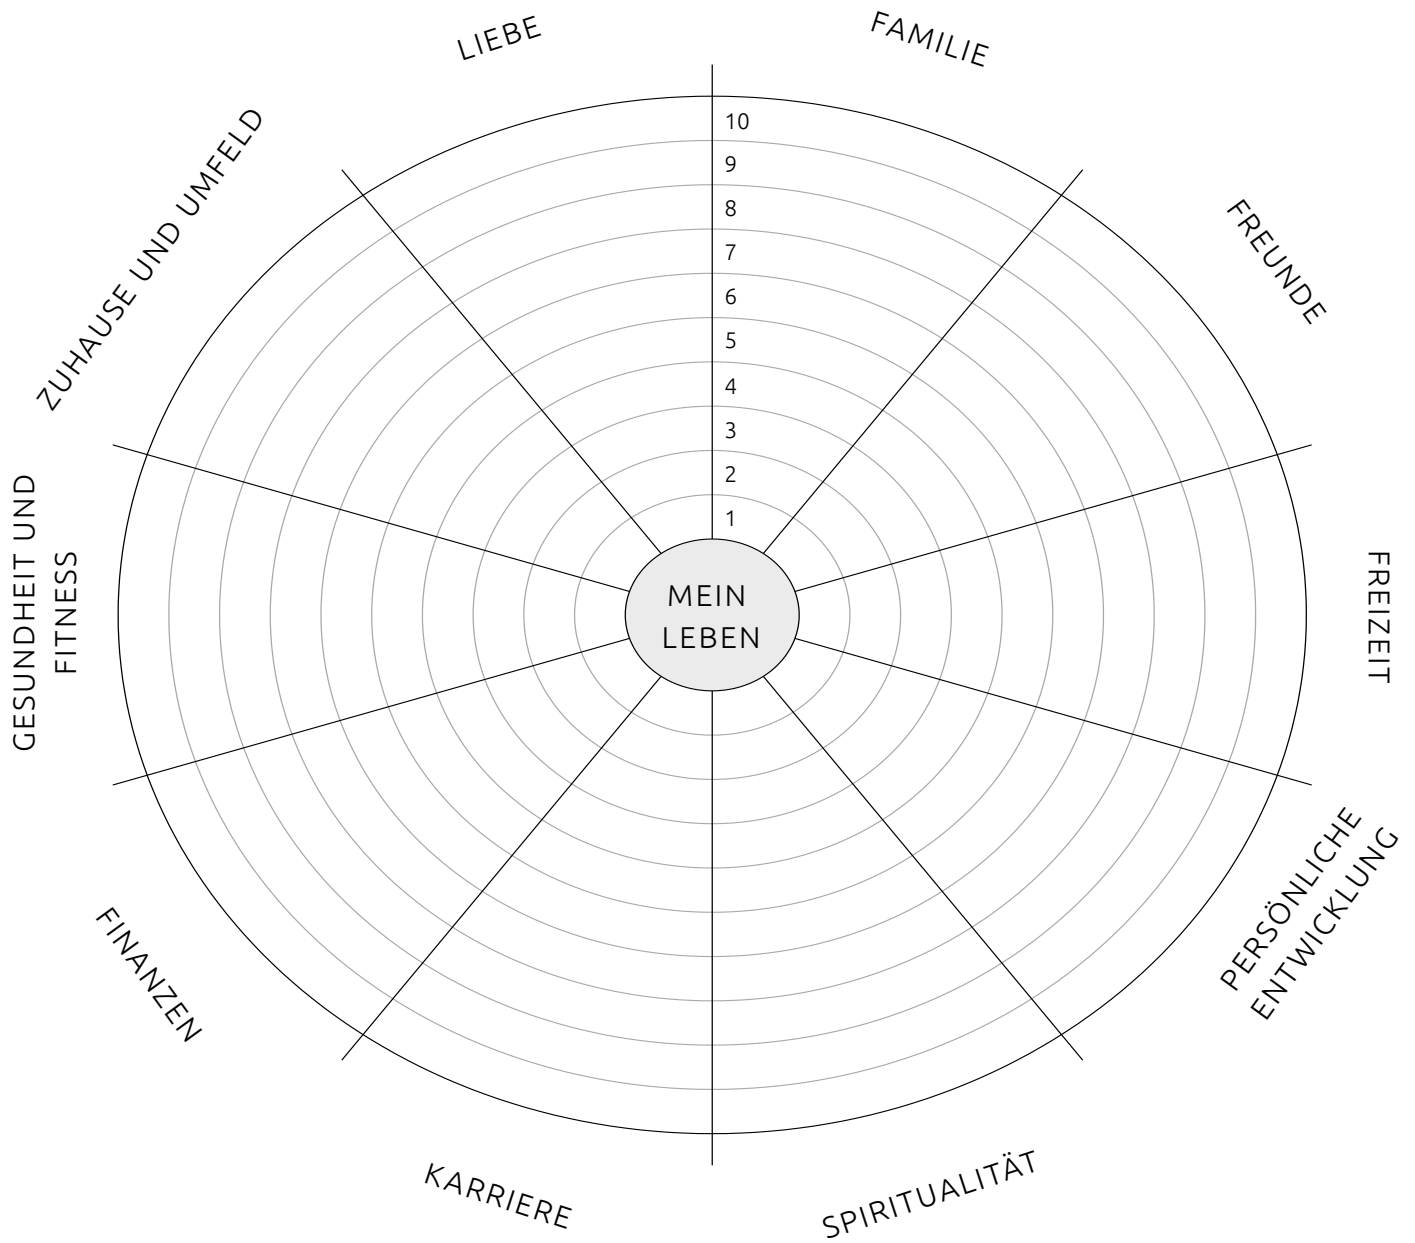 LIEBE
FAMILIE
ZUHAUSE UND UMFELD
FREUNDE
10
9
8
7
6
5
4
3
2
1
MEIN
LEBEN
GESUNDHEIT UND
FITNESS
FREIZEIT
FINANZEN
PERSÖNLICHE
ENTWICKLUNG
KARRIERE
SPIRITUALITÄT